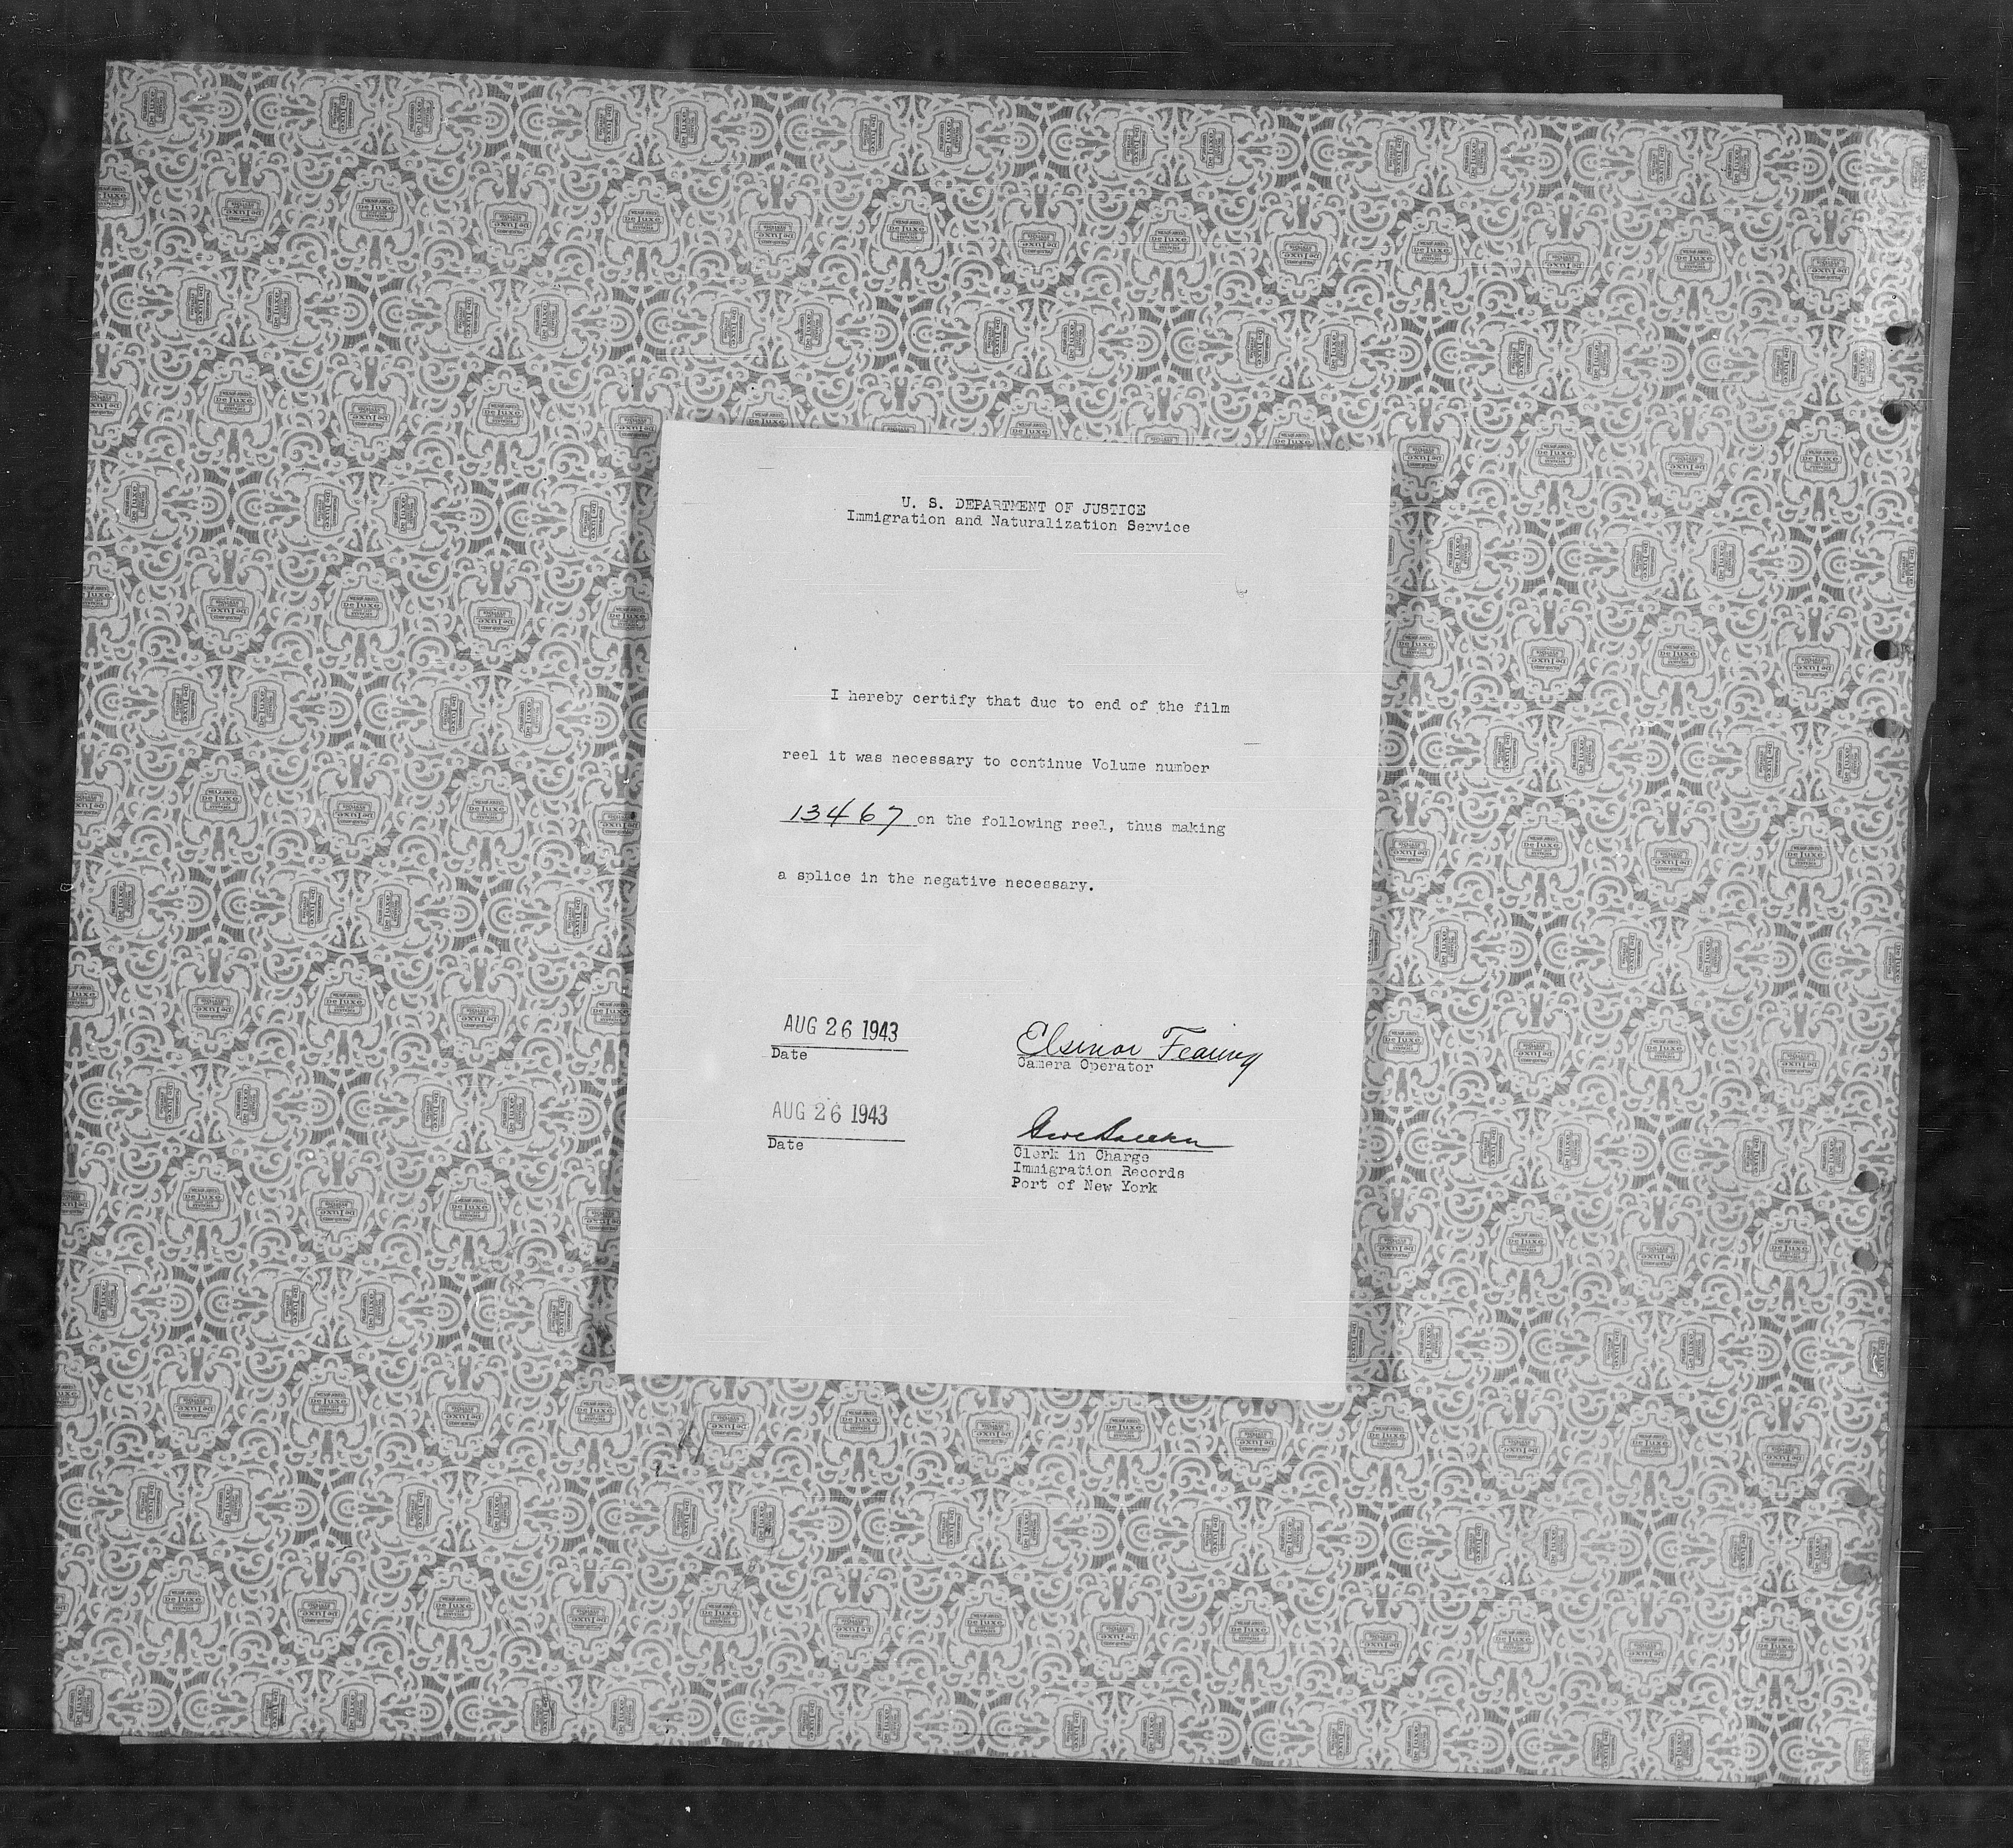 U. S. DEPARTMENT OF JUSTICE
Immigration and Naturalization Service
I hereby certify that due to end of the film
reel it was necessary to continue Volume number
13467 on the following reel, thus making
a splice in the negative necessary.
AUG 26 1943
Date
Elsinor Fearing
Camera Operator
AUG 26 1943
Date
Clerk in Charge
Immigration Records
Port of New York